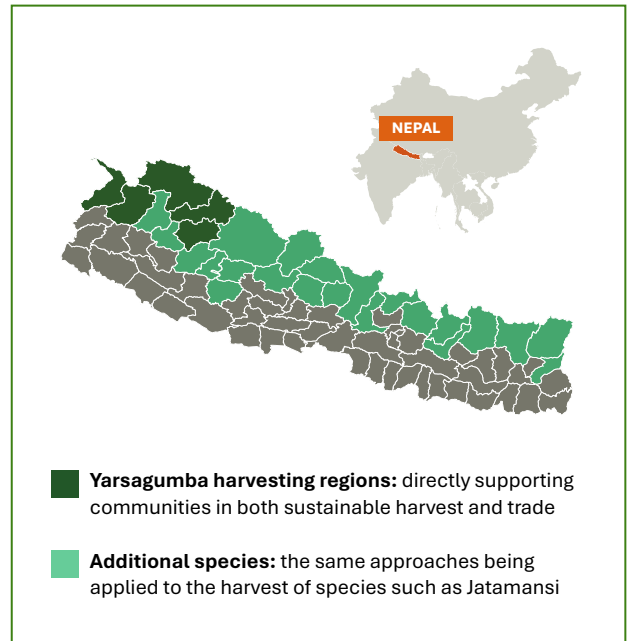 NEPAL
Yarsagumba harvesting regions: directly supporting
communities in both sustainable harvest and trade
Additional species: the same approaches being
applied to the harvest of species such as Jatamansi